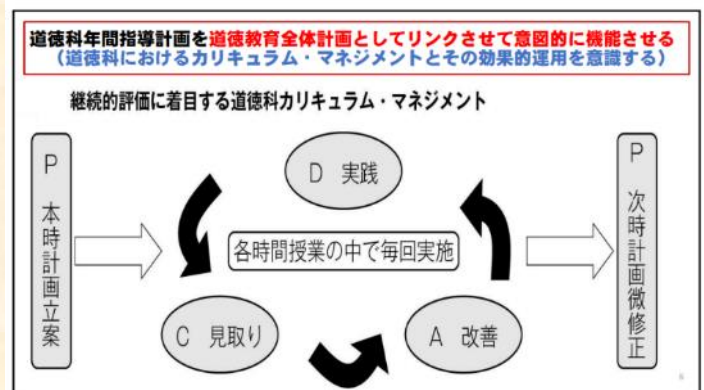 道徳科年間指導計画を道徳教育全体計画としてリンクさせて意図的に機能させる
（道徳科におけるカリキュラム・マネジメントとその効果的運用を意識する）
継続的評価に着目する道徳科カリキュラム・マネジメント
P 本時計画立案
D 実践
各時間授業の中で毎回実施
C 見取り
A 改善
P 次時計画微修正